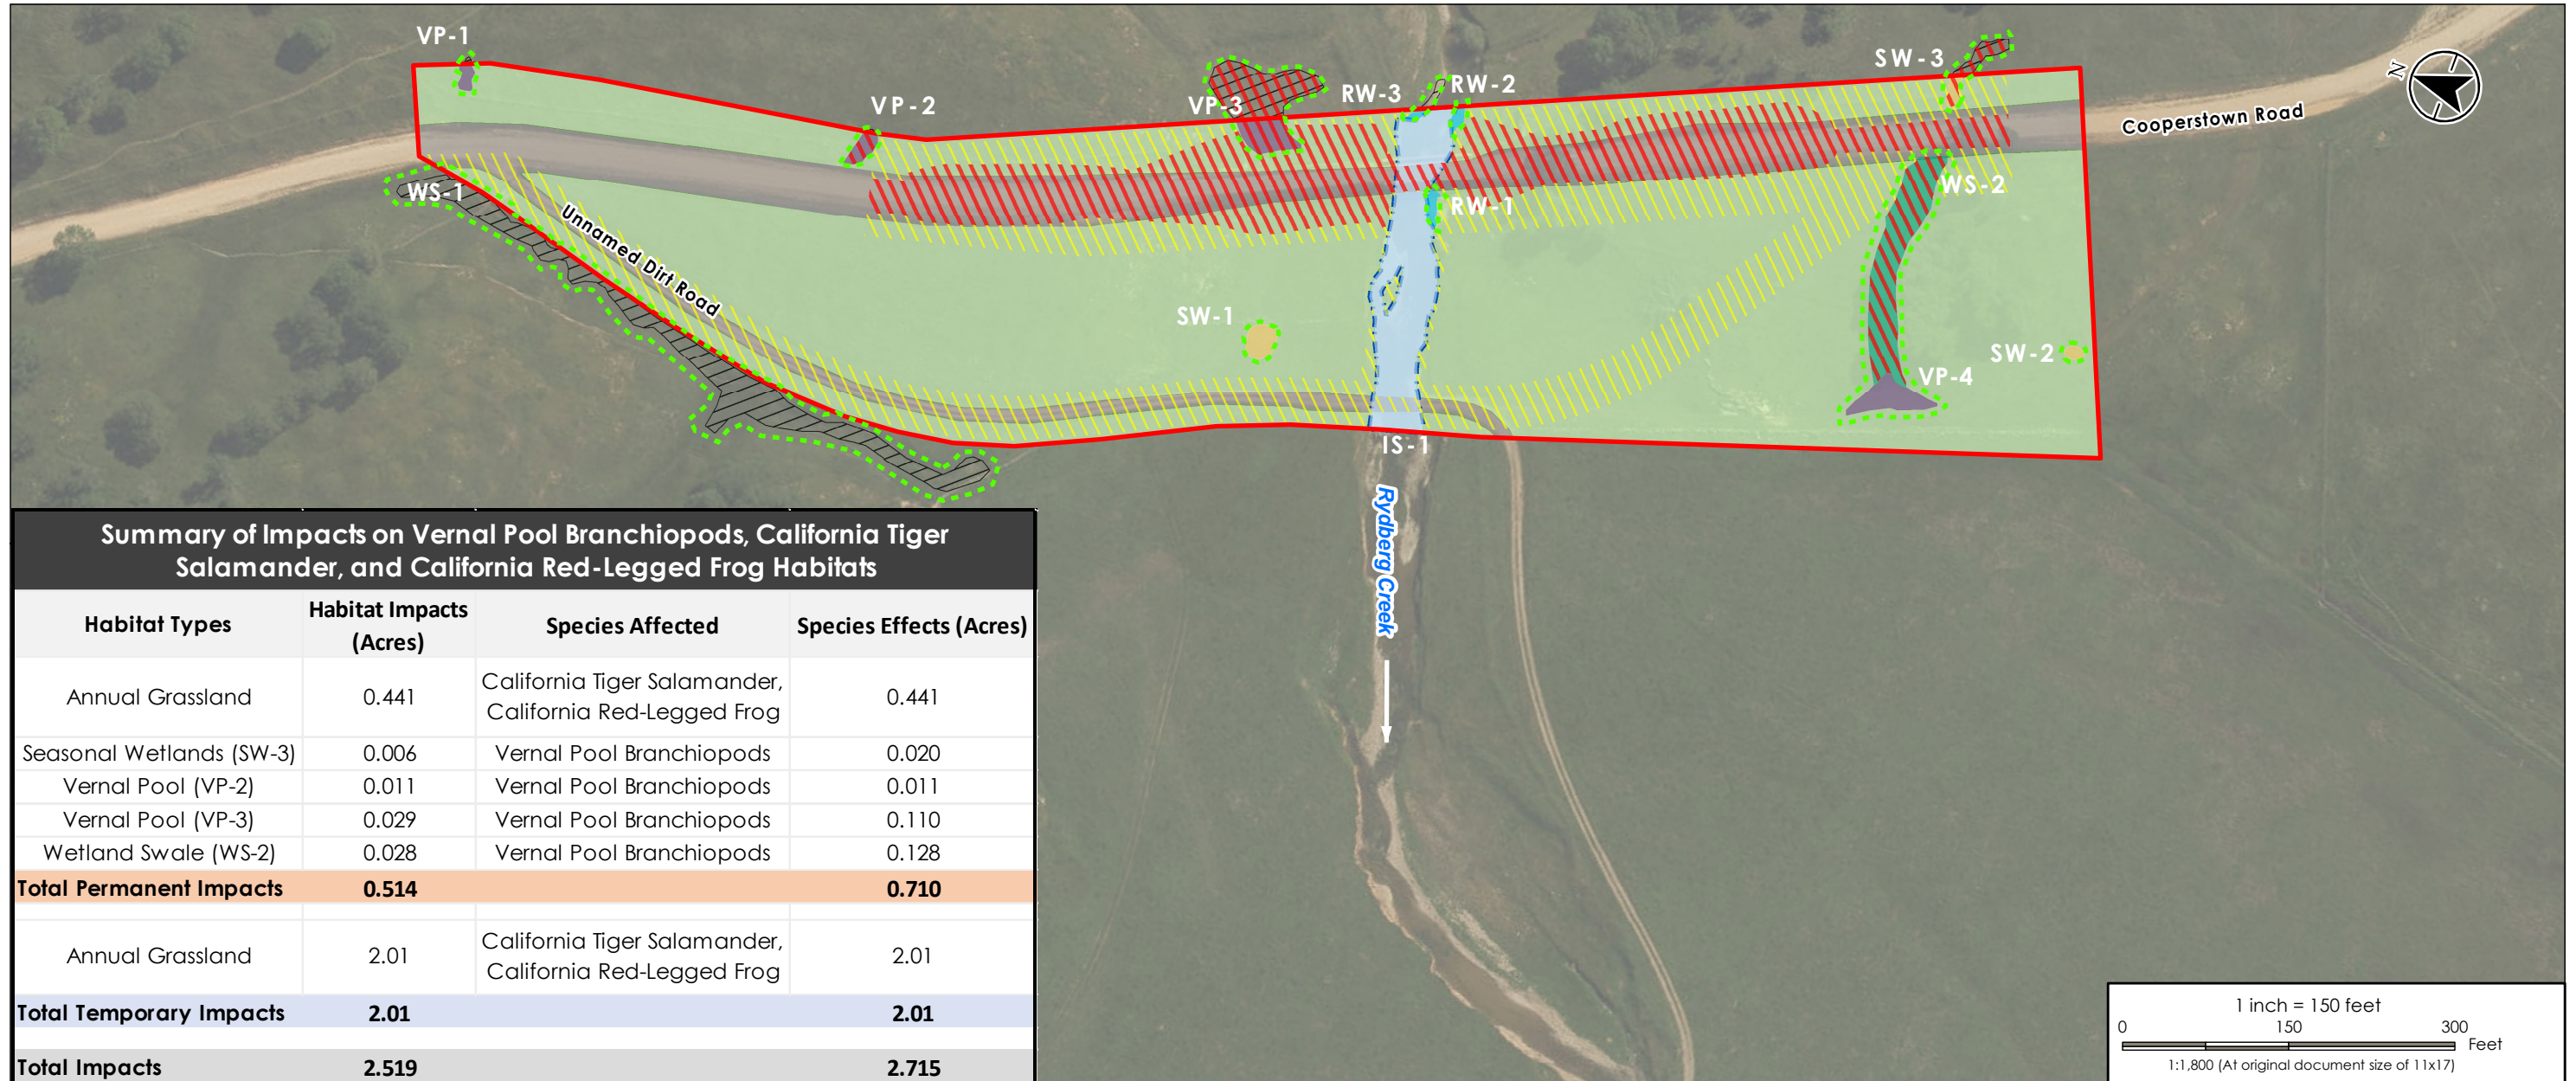 VP-1
VP-2
VP-3
RW-3
RW-2
SW-3
N
Cooperstown Road
WS-1
RW-1
WS-2
Unnamed Dirt Road
SW-1
SW-2
VP-4
IS-1
Rydberg Creek
Summary of Impacts on Vernal Pool Branchiopods, California Tiger
Salamander, and California Red-Legged Frog Habitats
Habitat Types Habitat Impacts (Acres) Species Affected Species Effects (Acres)
Annual Grassland 0.441 California Tiger Salamander, California Red-Legged Frog 0.441
Seasonal Wetlands (SW-3) 0.006 Vernal Pool Branchiopods 0.020
Vernal Pool (VP-2) 0.011 Vernal Pool Branchiopods 0.011
Vernal Pool (VP-3) 0.029 Vernal Pool Branchiopods 0.110
Wetland Swale (WS-2) 0.028 Vernal Pool Branchiopods 0.128
Total Permanent Impacts 0.514 0.710
Annual Grassland 2.01 California Tiger Salamander, California Red-Legged Frog 2.01
Total Temporary Impacts 2.01 2.01
Total Impacts 2.519 2.715
1 inch = 150 feet
0 150 300
Feet
1:1,800 (At original document size of 11x17)